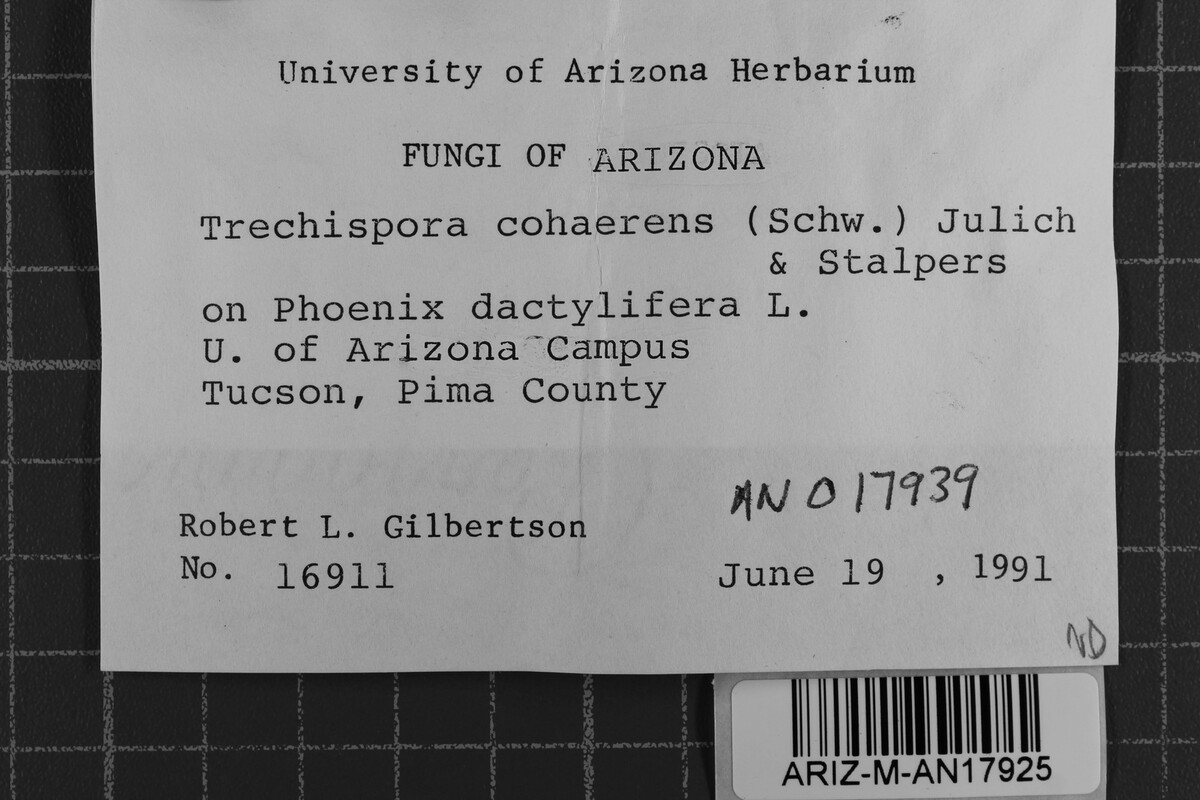 University of Arizona Herbarium
FUNGI OF ARIZONA
Trechispora cohaerens (Schw.) Julich
& Stalpers
on Phoenix dactylifera L.
U. of Arizona Campus
Tucson, Pima County
AN 017939
Robert L. Gilbertson
No. 16911
June 19 , 1991
ND
ARIZ-M-AN17925